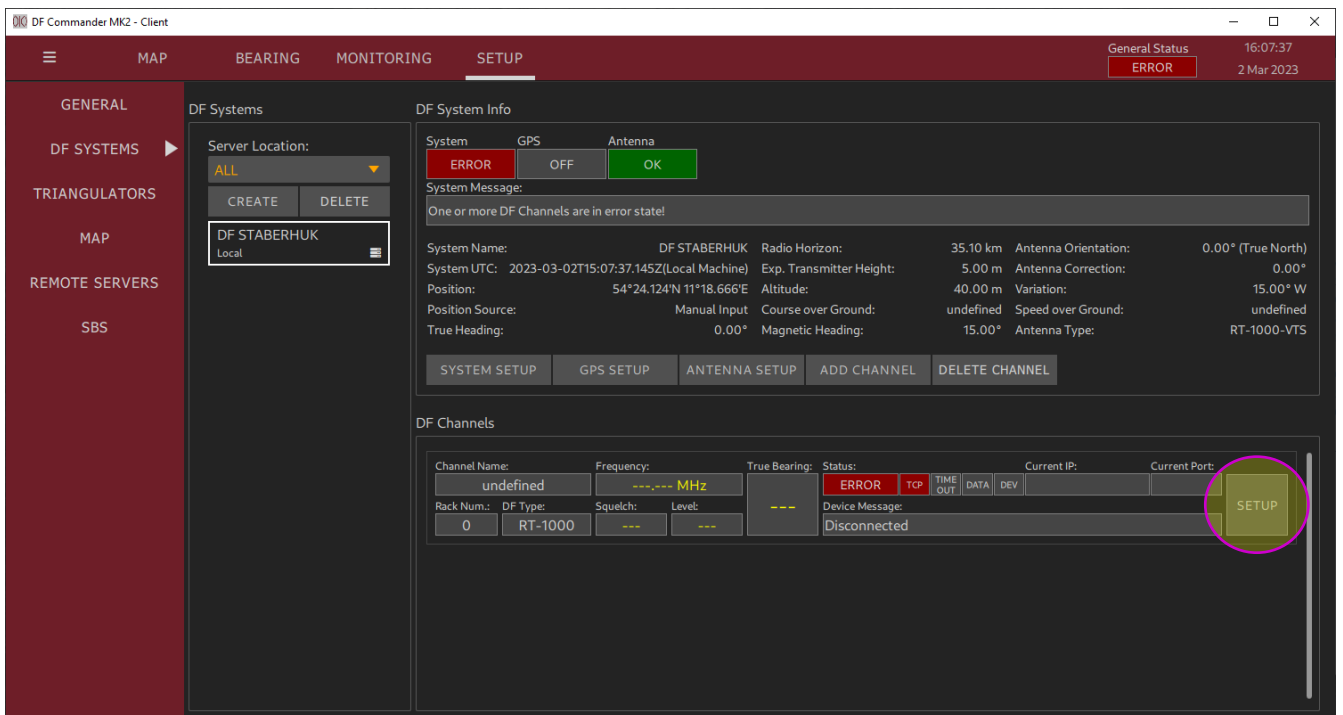 DF Commander MK2 - Client
MAP BEARING MONITORING SETUP
General Status
ERROR
16:07:37
2 Mar 2023
GENERAL
DF SYSTEMS
TRIANGULATORS
MAP
REMOTE SERVERS
SBS
DF Systems
Server Location:
ALL
CREATE DELETE
DF STABERHUK
Local
DF System Info
System GPS Antenna
ERROR OFF OK
System Message:
One or more DF Channels are in error state!
System Name: DF STABERHUK Radio Horizon: 35.10 km Antenna Orientation: 0.00° (True North)
System UTC: 2023-03-02T15:07:37.145Z(Local Machine) Exp. Transmitter Height: 5.00 m Antenna Correction: 0.00°
Position: 54°24.124'N 11°18.666'E Altitude: 40.00 m Variation: 15.00° W
Position Source: Manual Input Course over Ground: undefined Speed over Ground: undefined
True Heading: 0.00° Magnetic Heading: 15.00° Antenna Type: RT-1000-VTS
SYSTEM SETUP GPS SETUP ANTENNA SETUP ADD CHANNEL DELETE CHANNEL
DF Channels
Channel Name: Frequency: True Bearing: Status: Current IP: Current Port:
undefined ---.--- MHz --- ERROR TCP TIME OUT DATA DEV
Rack Num.: DF Type: Squelch: Level: Device Message:
0 RT-1000 --- --- Disconnected
SETUP